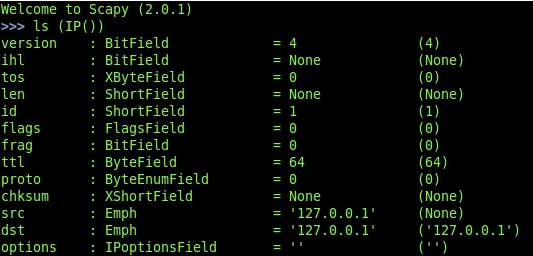 Welcome to Scapy (2.0.1)
>>> ls (IP())
version    : BitField             = 4               (4)
ihl        : BitField             = None            (None)
tos        : XByteField           = 0               (0)
len        : ShortField           = None            (None)
id         : ShortField           = 1               (1)
flags      : FlagsField           = 0               (0)
frag       : BitField             = 0               (0)
ttl        : ByteField            = 64              (64)
proto      : ByteEnumField        = 0               (0)
chksum     : XShortField          = None            (None)
src        : Emph                 = '127.0.0.1'     (None)
dst        : Emph                 = '127.0.0.1'     ('127.0.0.1')
options    : IPoptionsField       = ''              ('')